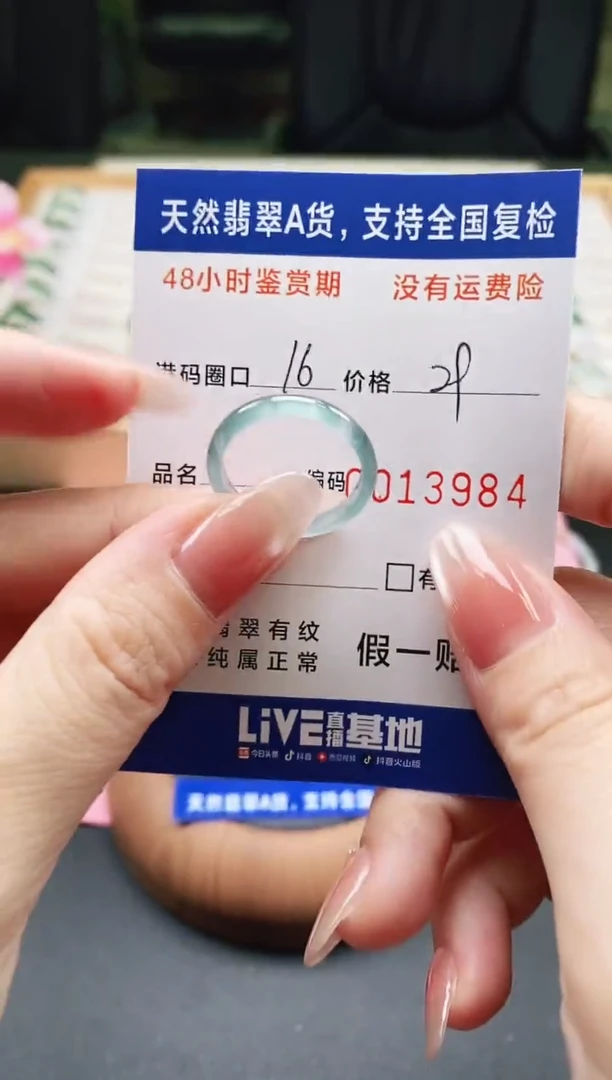 天然翡翠A货，支持全国复检
48小时鉴赏期 没有运费险
港码圈口 16 价格
品名 编码 0013984
有
翡翠有纹
纯属正常 假一赔
LiVE直播基地
今日头条 抖音 西瓜视频 抖音火山版
天然翡翠A货，支持全国